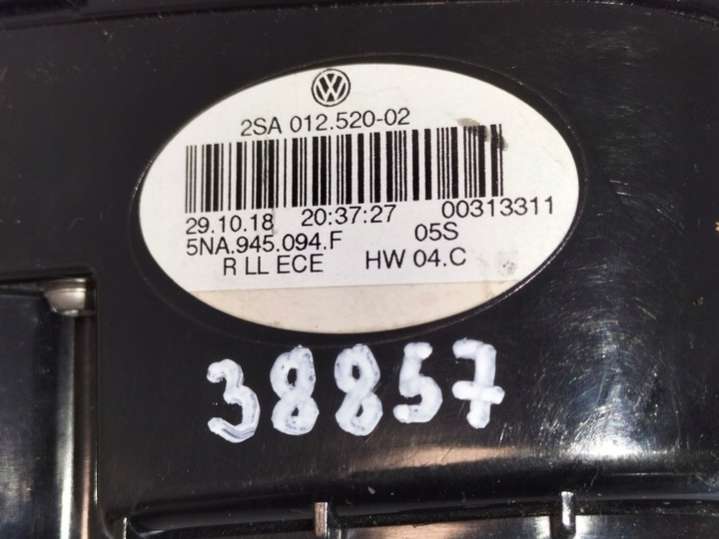 VW
2SA 012.520-02
29.10.18 20:37:27 00313311
5NA.945.094.F 05S
R LL ECE HW 04.C
38857